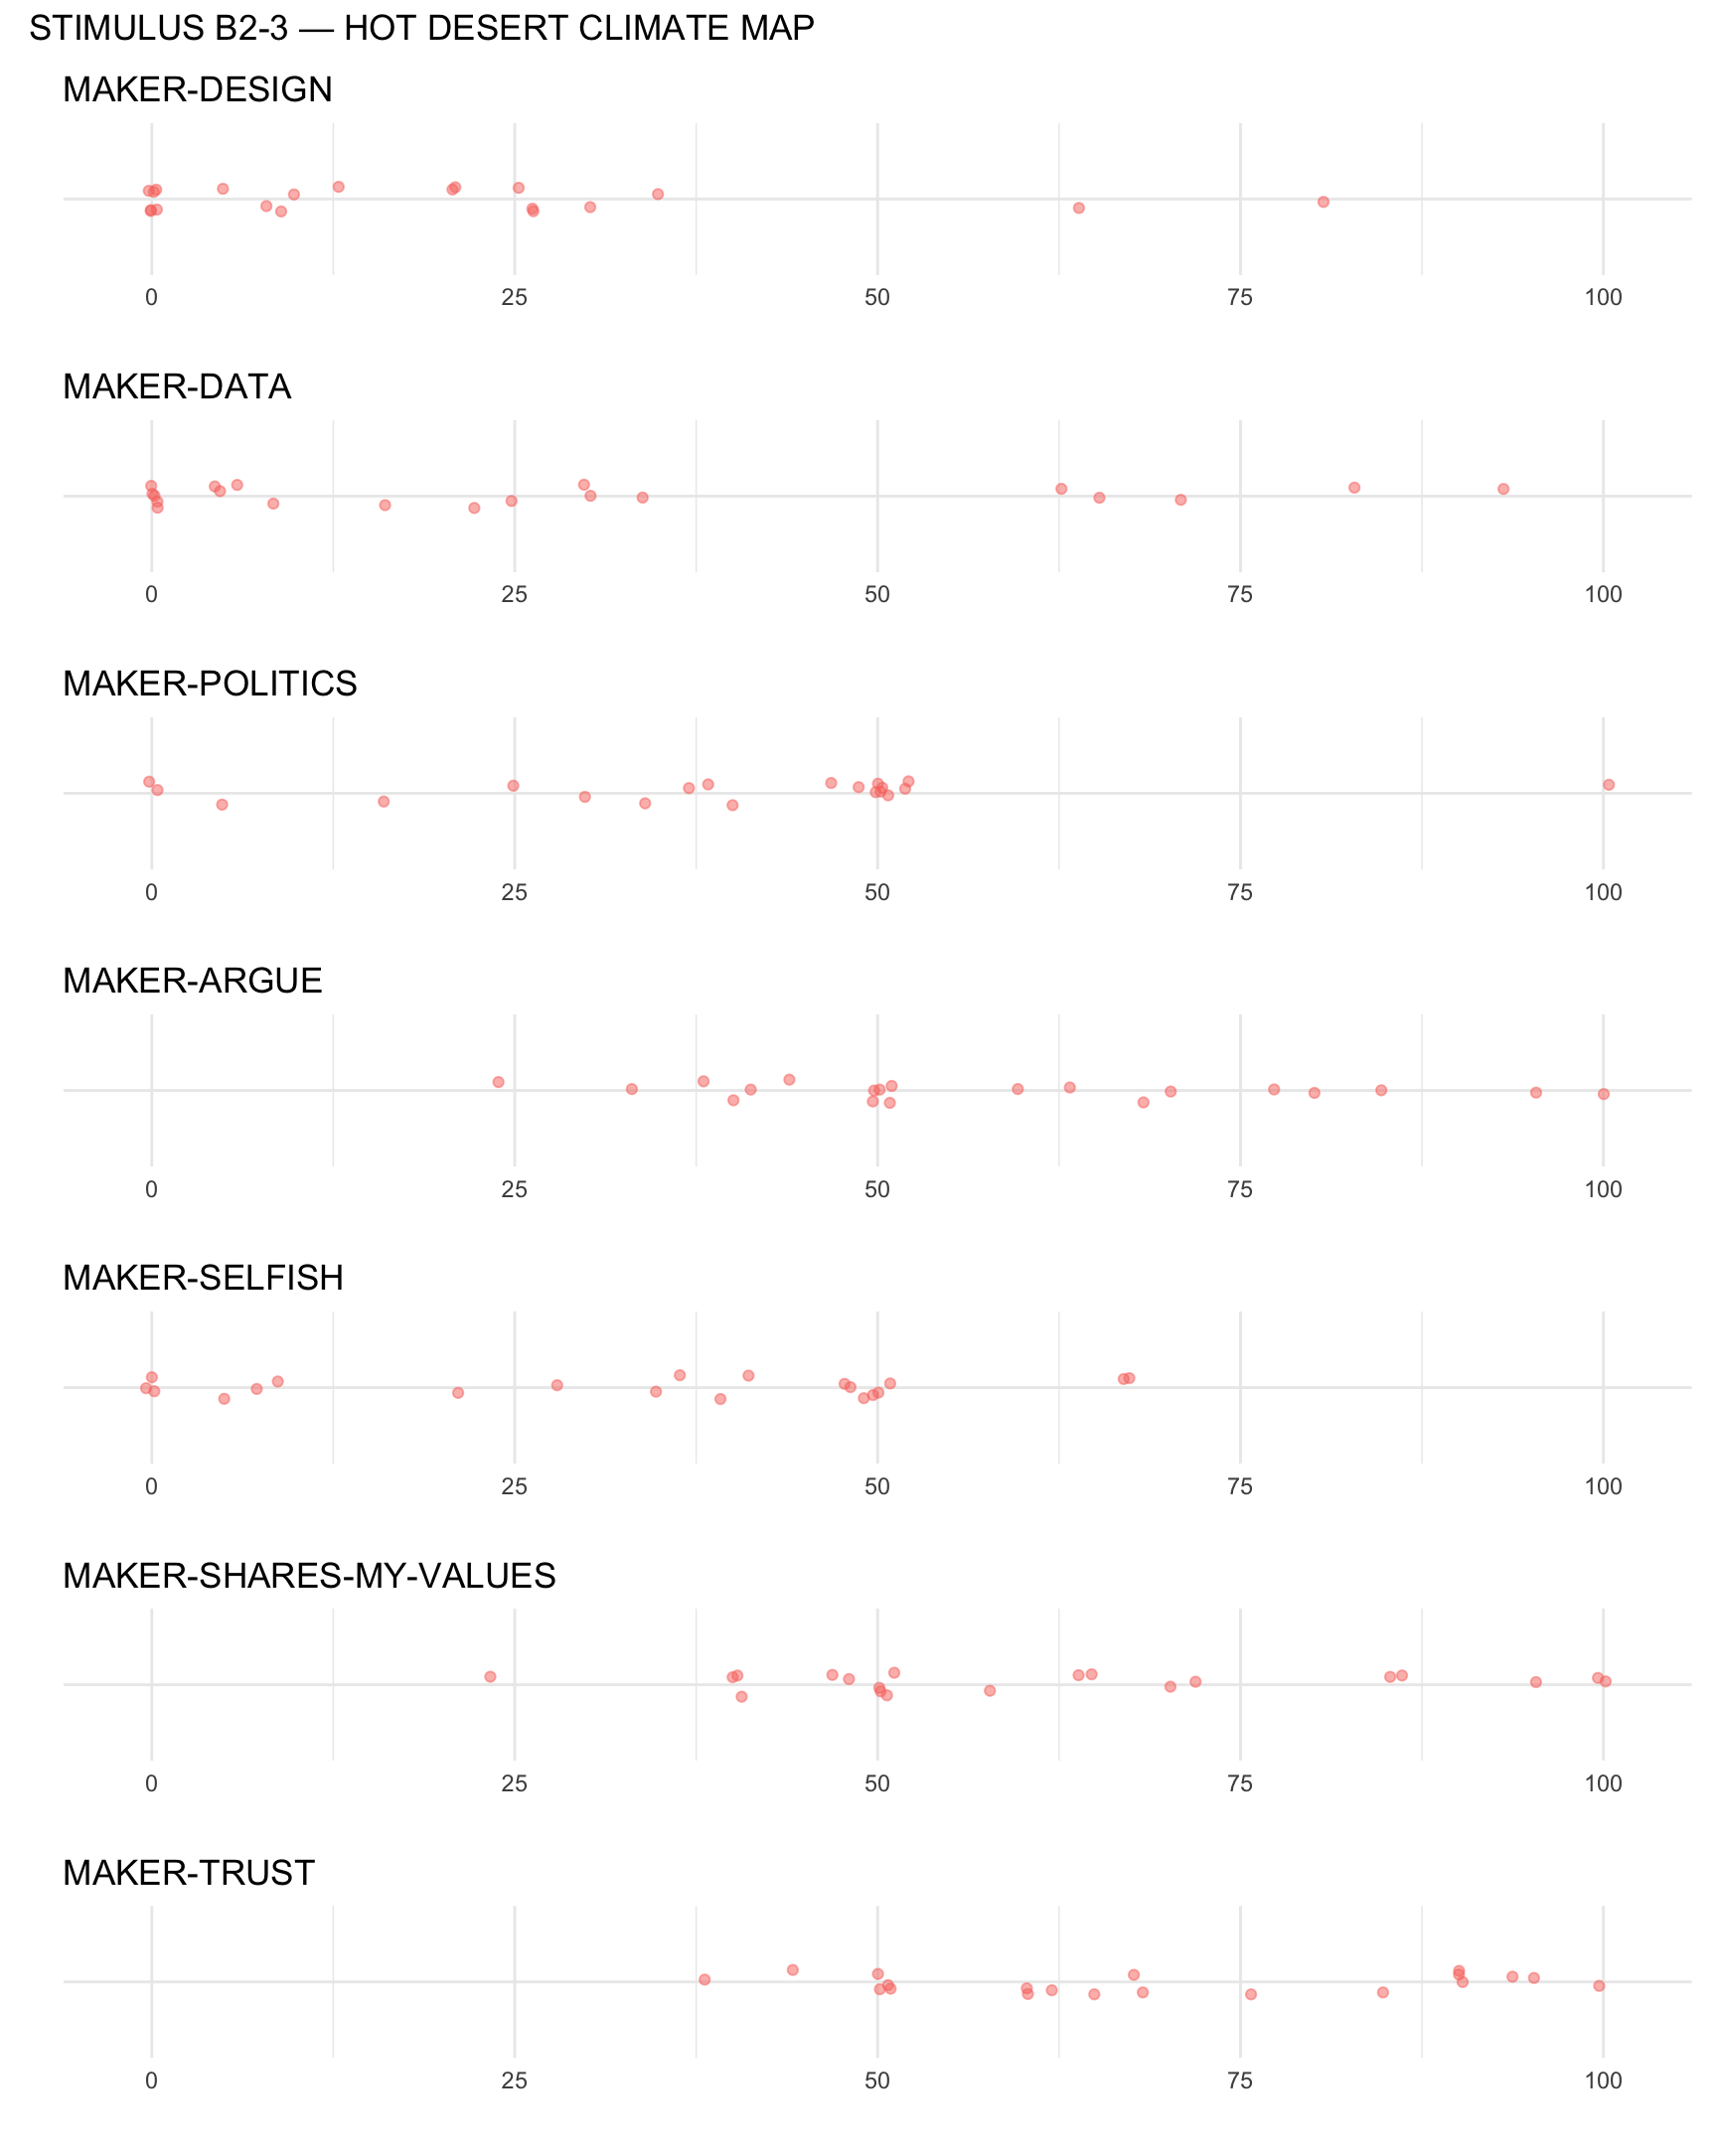 STIMULUS B2-3 — HOT DESERT CLIMATE MAP
MAKER-DESIGN
0 25 50 75 100
MAKER-DATA
0 25 50 75 100
MAKER-POLITICS
0 25 50 75 100
MAKER-ARGUE
0 25 50 75 100
MAKER-SELFISH
0 25 50 75 100
MAKER-SHARES-MY-VALUES
0 25 50 75 100
MAKER-TRUST
0 25 50 75 100